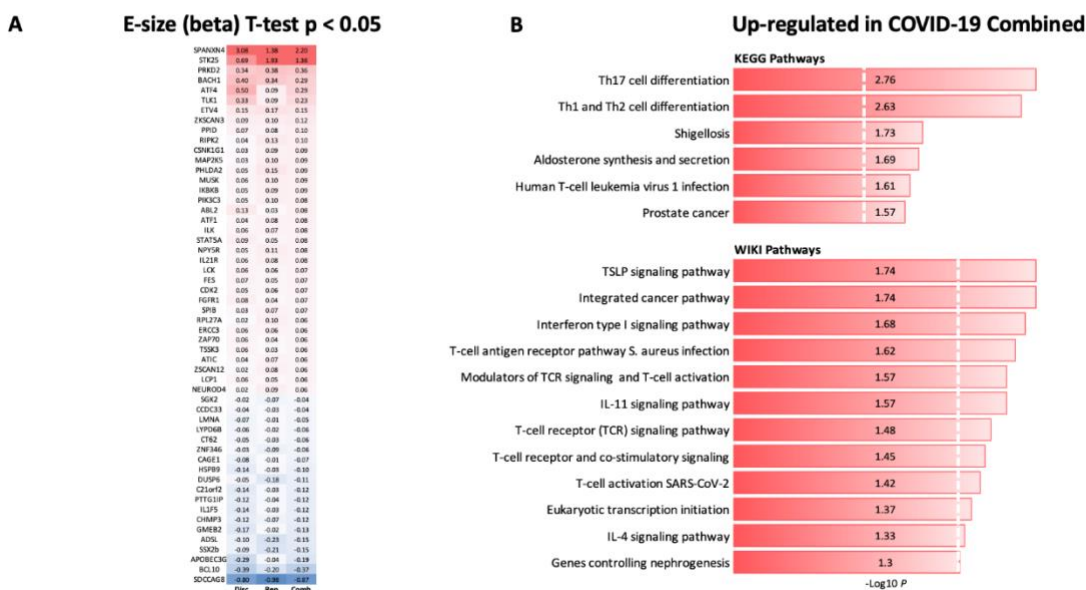 A
E-size (beta) T-test p < 0.05
SPANXN4 3.08 1.38 2.20
STK25 0.69 1.93 1.36
PRKD2 0.34 0.38 0.36
BACH1 0.40 0.34 0.29
ATF4 0.50 0.09 0.29
TLK1 0.33 0.09 0.23
ETV4 0.15 0.17 0.15
ZKSCAN3 0.09 0.10 0.12
PPID 0.07 0.08 0.10
RIPK2 0.04 0.13 0.10
CSNK1G1 0.03 0.09 0.09
MAP2K5 0.03 0.10 0.09
PHLDA2 0.05 0.15 0.09
MUSK 0.06 0.10 0.09
IKBKB 0.05 0.09 0.09
PIK3C3 0.05 0.10 0.08
ABL2 0.13 0.03 0.08
ATF1 0.04 0.08 0.08
ILK 0.06 0.07 0.08
STAT5A 0.09 0.05 0.08
NPY5R 0.05 0.11 0.08
IL21R 0.06 0.08 0.08
LCK 0.06 0.06 0.07
FES 0.07 0.05 0.07
CDK2 0.05 0.06 0.07
FGFR1 0.08 0.04 0.07
SPIB 0.03 0.07 0.07
RPL27A 0.02 0.10 0.06
ERCC3 0.06 0.06 0.06
ZAP70 0.06 0.04 0.06
TSSK3 0.06 0.03 0.06
ATIC 0.04 0.07 0.06
ZSCAN12 0.02 0.08 0.06
LCP1 0.06 0.05 0.06
NEUROD4 0.02 0.09 0.06
SGK2 -0.02 -0.07 -0.04
CCDC33 -0.04 -0.03 -0.04
LMNA -0.07 -0.01 -0.05
LYPD6B -0.06 -0.02 -0.06
CT62 -0.05 -0.03 -0.06
ZNF346 -0.03 -0.09 -0.06
CAGE1 -0.08 -0.01 -0.07
HSPB9 -0.14 -0.03 -0.10
DUSP6 -0.05 -0.18 -0.11
C21orf2 -0.14 -0.03 -0.12
PTTG1IP -0.12 -0.04 -0.12
IL1F5 -0.14 -0.03 -0.12
CHMP3 -0.12 -0.07 -0.12
GMEB2 -0.17 -0.02 -0.13
ADSL -0.10 -0.23 -0.15
SSX2b -0.09 -0.21 -0.15
APOBEC3G -0.29 -0.04 -0.19
BCL10 -0.39 -0.20 -0.37
SDCCAG8 -0.80 -0.98 -0.87
Disc Rep Comb
B
Up-regulated in COVID-19 Combined
KEGG Pathways
Th17 cell differentiation 2.76
Th1 and Th2 cell differentiation 2.63
Shigellosis 1.73
Aldosterone synthesis and secretion 1.69
Human T-cell leukemia virus 1 infection 1.61
Prostate cancer 1.57
WIKI Pathways
TSLP signaling pathway 1.74
Integrated cancer pathway 1.74
Interferon type I signaling pathway 1.68
T-cell antigen receptor pathway S. aureus infection 1.62
Modulators of TCR signaling and T-cell activation 1.57
IL-11 signaling pathway 1.57
T-cell receptor (TCR) signaling pathway 1.48
T-cell receptor and co-stimulatory signaling 1.45
T-cell activation SARS-CoV-2 1.42
Eukaryotic transcription initiation 1.37
IL-4 signaling pathway 1.33
Genes controlling nephrogenesis 1.3
-Log10 P